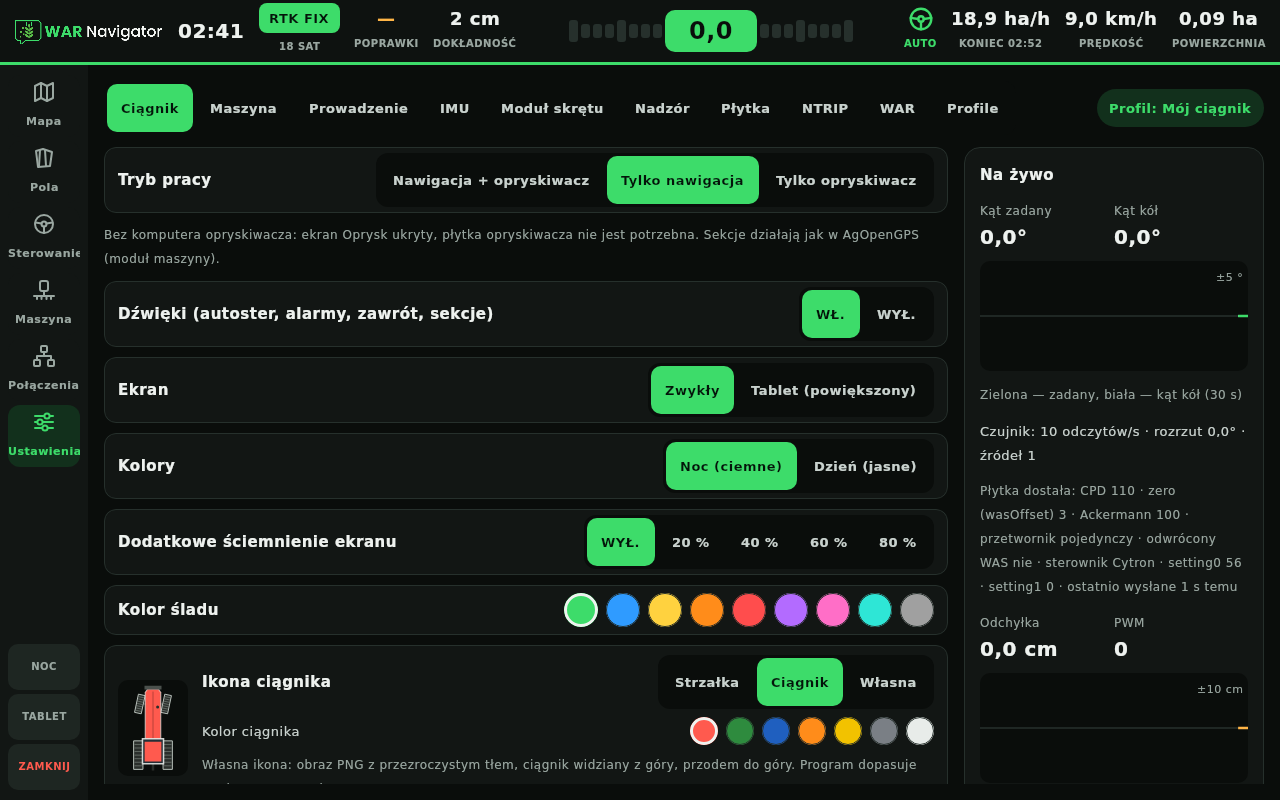 WAR Navigator
02:41
RTK FIX
18 SAT
—
POPRAWKI
2 cm
DOKŁADNOŚĆ
0,0
AUTO
18,9 ha/h
KONIEC 02:52
9,0 km/h
PRĘDKOŚĆ
0,09 ha
POWIERZCHNIA
Mapa
Pola
Sterowanie
Maszyna
Połączenia
Ustawienia
NOC
TABLET
ZAMKNIJ
Ciągnik Maszyna Prowadzenie IMU Moduł skrętu Nadzór Płytka NTRIP WAR Profile
Profil: Mój ciągnik
Tryb pracy
Nawigacja + opryskiwacz Tylko nawigacja Tylko opryskiwacz
Bez komputera opryskiwacza: ekran Oprysk ukryty, płytka opryskiwacza nie jest potrzebna. Sekcje działają jak w AgOpenGPS
(moduł maszyny).
Dźwięki (autoster, alarmy, zawrót, sekcje)
WŁ. WYŁ.
Ekran
Zwykły Tablet (powiększony)
Kolory
Noc (ciemne) Dzień (jasne)
Dodatkowe ściemnienie ekranu
WYŁ. 20 % 40 % 60 % 80 %
Kolor śladu
Ikona ciągnika
Strzałka Ciągnik Własna
Kolor ciągnika
Własna ikona: obraz PNG z przezroczystym tłem, ciągnik widziany z góry, przodem do góry. Program dopasuje
Na żywo
Kąt zadany Kąt kół
0,0° 0,0°
±5 °
Zielona — zadany, biała — kąt kół (30 s)
Czujnik: 10 odczytów/s · rozrzut 0,0° ·
źródeł 1
Płytka dostała: CPD 110 · zero
(wasOffset) 3 · Ackermann 100 ·
przetwornik pojedynczy · odwrócony
WAS nie · sterownik Cytron · setting0 56
· setting1 0 · ostatnio wysłane 1 s temu
Odchyłka PWM
0,0 cm 0
±10 cm